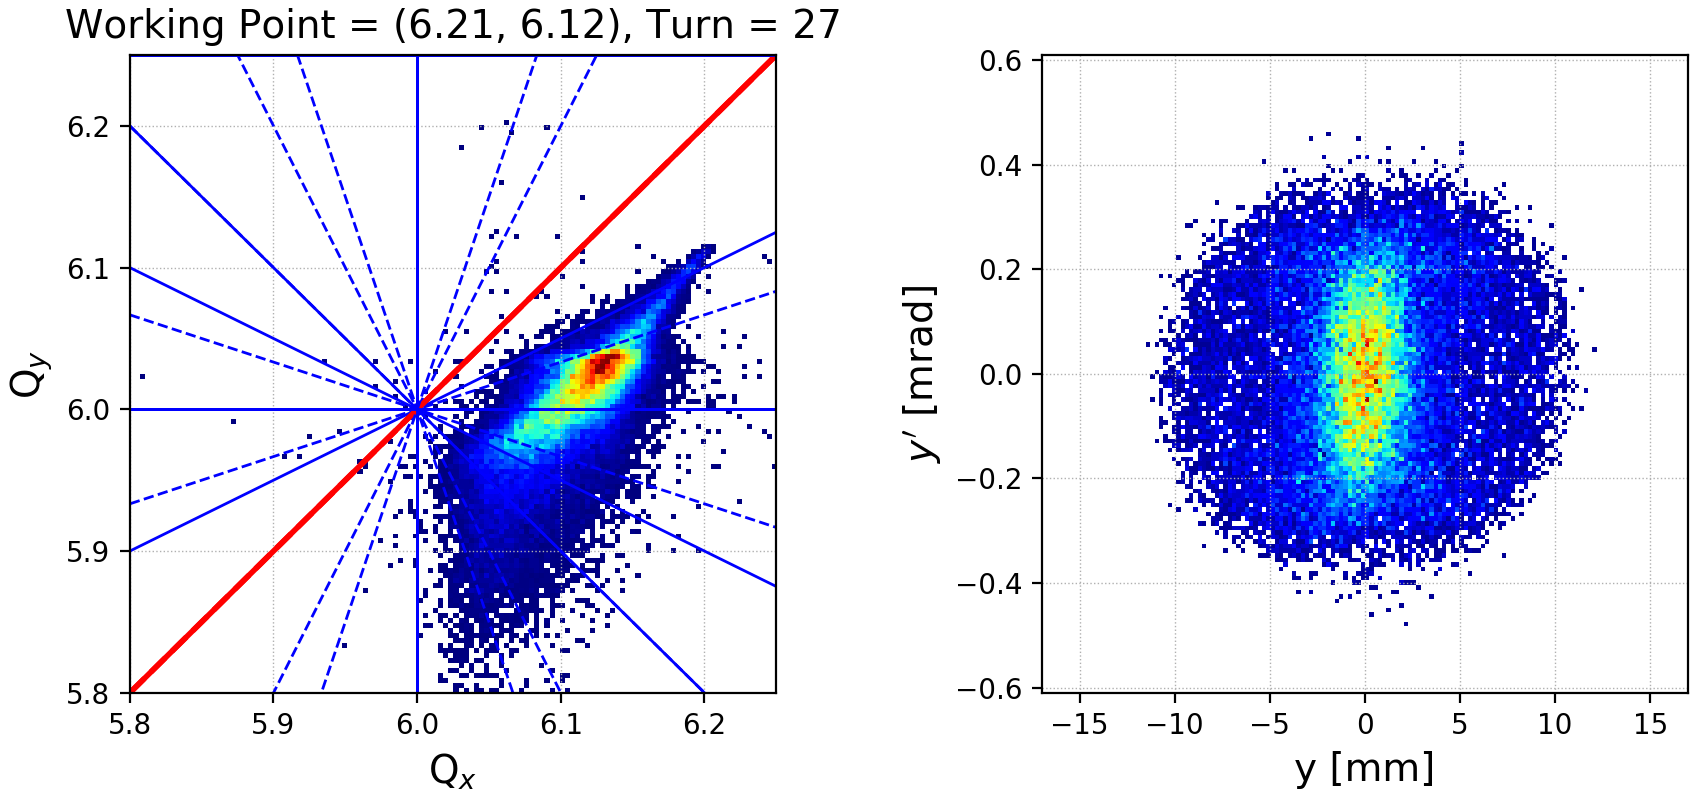 Working Point = (6.21, 6.12), Turn = 27
6.2
6.1
6.0
5.9
5.8
5.8 5.9 6.0 6.1 6.2
Qy
Qx
0.6
0.4
0.2
0.0
−0.2
−0.4
−0.6
−15 −10 −5 0 5 10 15
y′ [mrad]
y [mm]